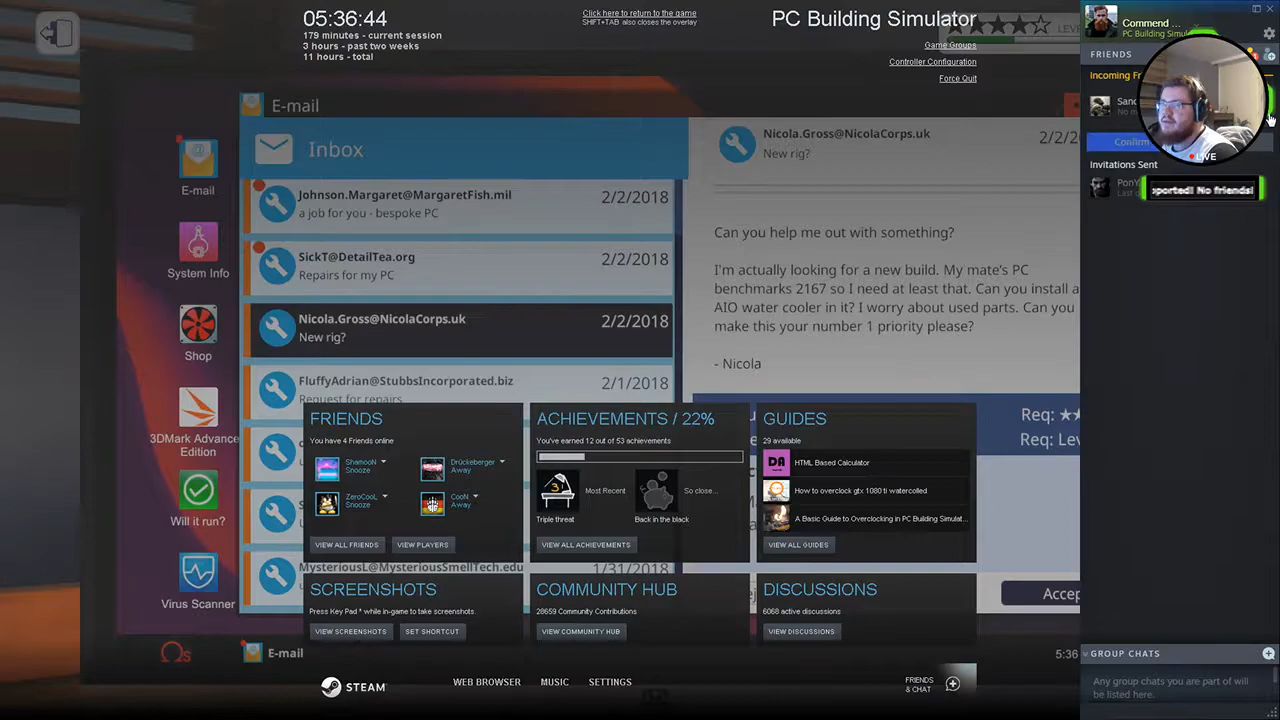 05:36:44
179 minutes - current session
3 hours - past two weeks
11 hours - total
Click here to return to the game
SHIFT+TAB also closes the overlay
PC Building Simulator
Game Groups
Controller Configuration
Force Quit
Commend ...
PC Building Simu
FRIENDS
Incoming Fr
No
Confirm
LIVE
Invitations Sent
PonY
ported! No friends!
E-mail
Inbox
E-mail
System Info
Shop
3DMark Advance
Edition
Will it run?
Virus Scanner
Johnson.Margaret@MargaretFish.mil
2/2/2018
a job for you - bespoke PC
SickT@DetailTea.org
2/2/2018
Repairs for my PC
Nicola.Gross@NicolaCorps.uk
2/2/2018
New rig?
FluffyAdrian@StubbsIncorporated.biz
2/1/2018
Request for repairs
MysteriousL@MysteriousSmellTech.edu
1/31/2018
Nicola.Gross@NicolaCorps.uk
2/2/
New rig?
Can you help me out with something?
I'm actually looking for a new build. My mate's PC
benchmarks 2167 so I need at least that. Can you install a
AIO water cooler in it? I worry about used parts. Can you
make this your number 1 priority please?
- Nicola
Req: ★★
Req: Lev
Accep
FRIENDS
You have 4 Friends online
ShamooN
Snooze
Drückeberger
Away
ZeroCooL
Snooze
CooN
Away
VIEW ALL FRIENDS
VIEW PLAYERS
ACHIEVEMENTS / 22%
You've earned 12 out of 53 achievements
Most Recent
So close...
Triple threat
Back in the black
VIEW ALL ACHIEVEMENTS
GUIDES
29 available
DA
HTML Based Calculator
How to overclock gtx 1080 ti watercolled
A Basic Guide to Overclocking in PC Building Simulat...
VIEW ALL GUIDES
SCREENSHOTS
Press Key Pad * while in-game to take screenshots.
VIEW SCREENSHOTS
SET SHORTCUT
COMMUNITY HUB
28659 Community Contributions
VIEW COMMUNITY HUB
DISCUSSIONS
6068 active discussions
VIEW DISCUSSIONS
E-mail
5:36
STEAM
WEB BROWSER
MUSIC
SETTINGS
FRIENDS
& CHAT
GROUP CHATS
Any group chats you are part of will
be listed here.